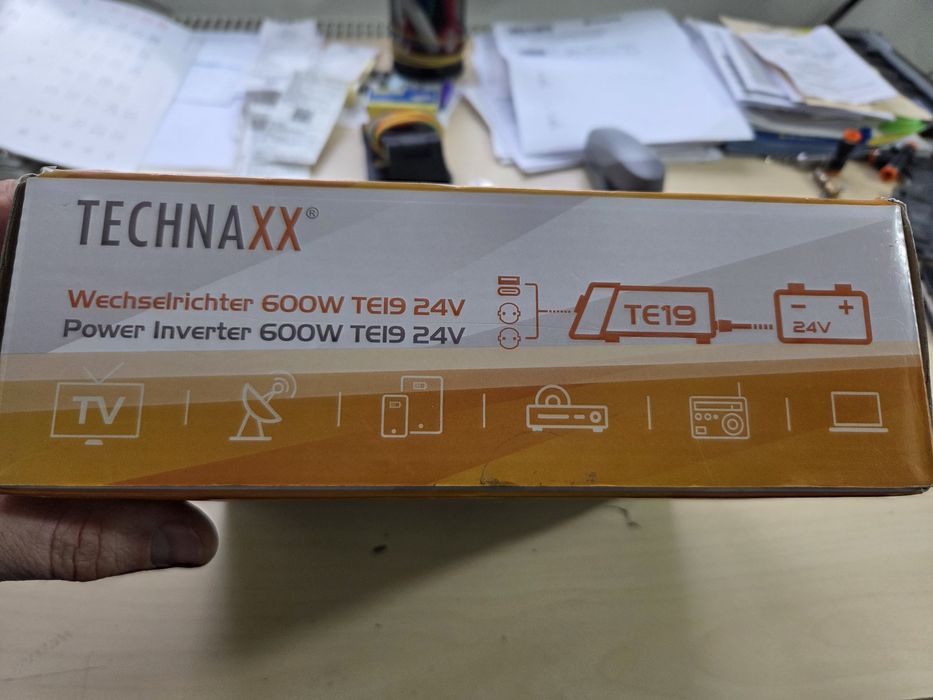 TECHNAXX®
Wechselrichter 600W TE19 24V
Power Inverter 600W TE19 24V
TE19
- +
24V
TV